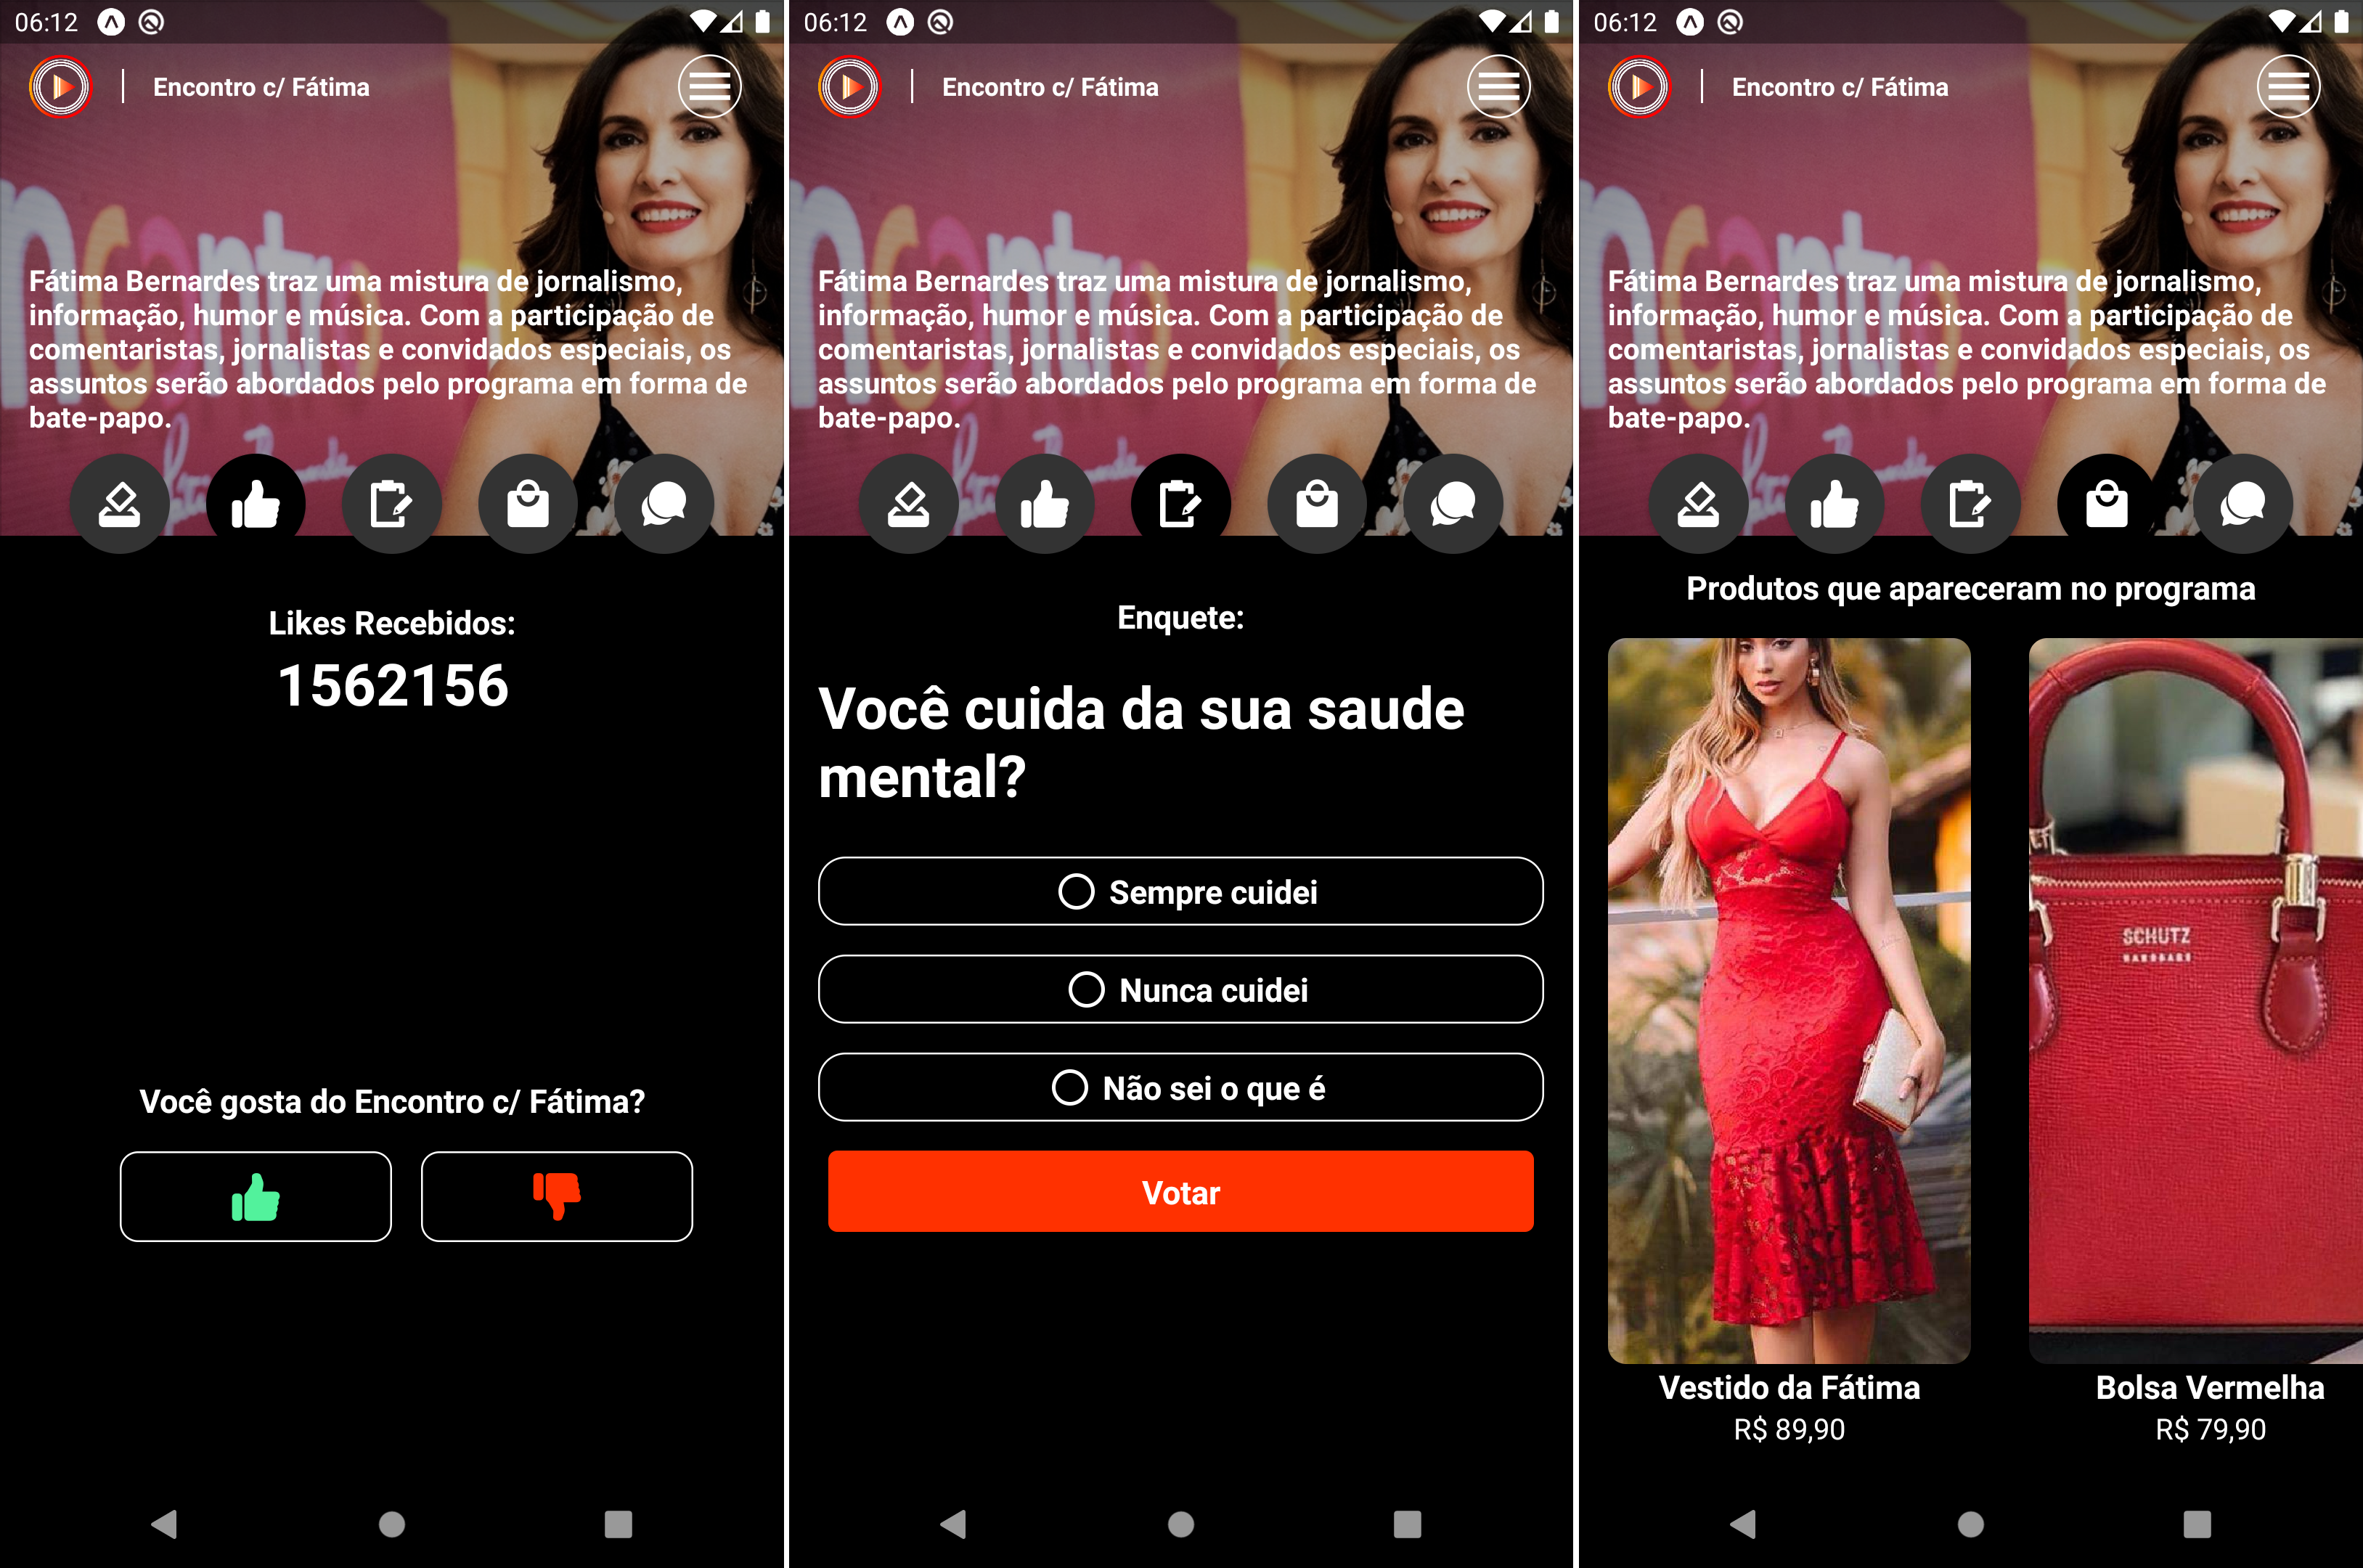 06:12
Encontro c/ Fátima
Fátima Bernardes traz uma mistura de jornalismo,
informação, humor e música. Com a participação de
comentaristas, jornalistas e convidados especiais, os
assuntos serão abordados pelo programa em forma de
bate-papo.
Likes Recebidos:
1562156
Você gosta do Encontro c/ Fátima?
06:12
Encontro c/ Fátima
Fátima Bernardes traz uma mistura de jornalismo,
informação, humor e música. Com a participação de
comentaristas, jornalistas e convidados especiais, os
assuntos serão abordados pelo programa em forma de
bate-papo.
Enquete:
Você cuida da sua saude
mental?
Sempre cuidei
Nunca cuidei
Não sei o que é
Votar
06:12
Encontro c/ Fátima
Fátima Bernardes traz uma mistura de jornalismo,
informação, humor e música. Com a participação de
comentaristas, jornalistas e convidados especiais, os
assuntos serão abordados pelo programa em forma de
bate-papo.
Produtos que apareceram no programa
SCHUTZ
HANDBAGS
Vestido da Fátima
R$ 89,90
Bolsa Vermelha
R$ 79,90